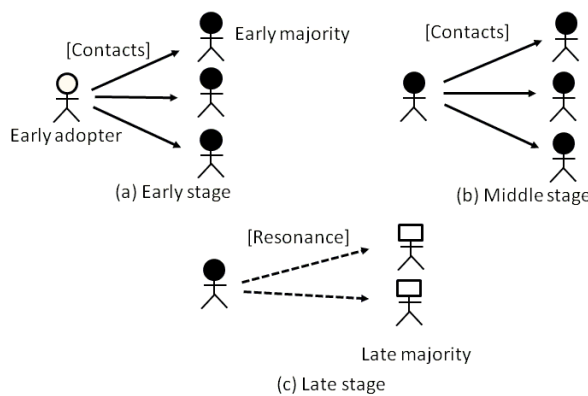 [Contacts]
Early majority
Early adopter
(a) Early stage
[Contacts]
(b) Middle stage
[Resonance]
Late majority
(c) Late stage